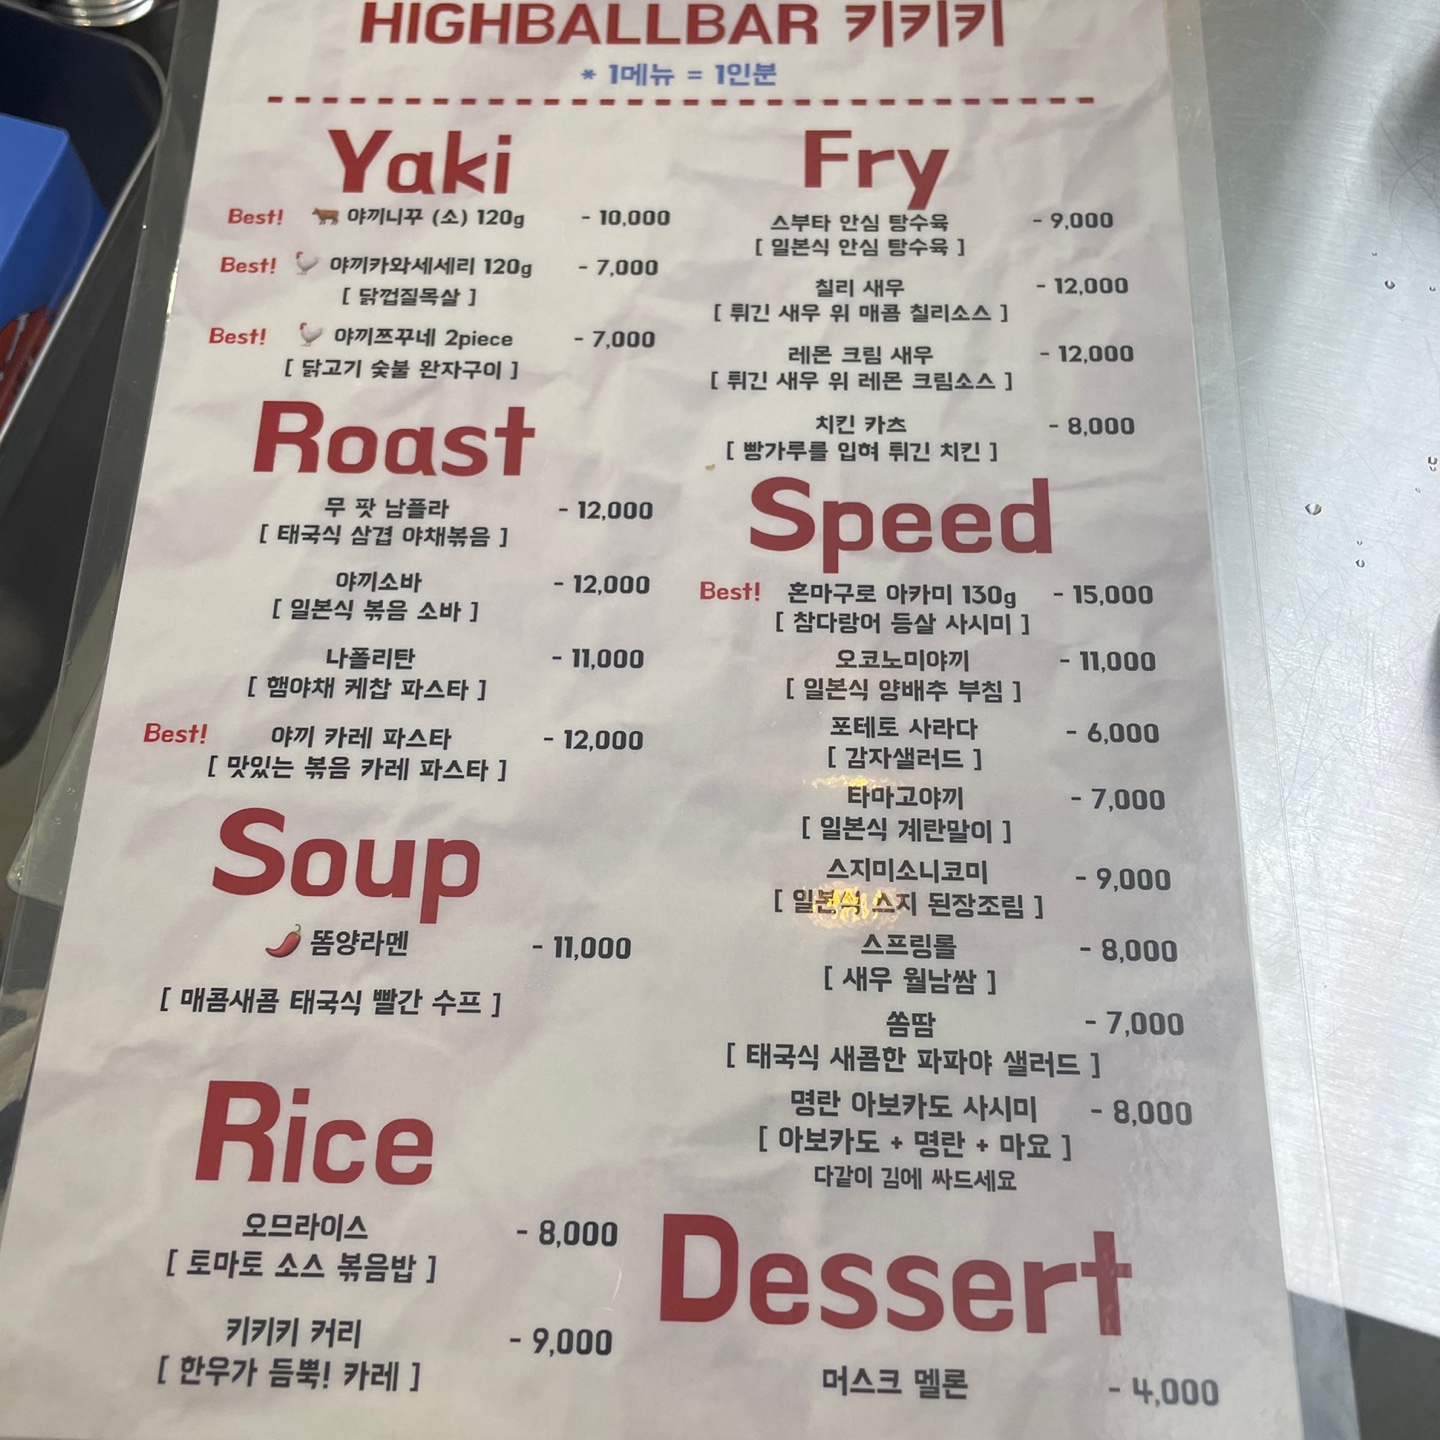 HIGHBALLBAR 키키키
* 1메뉴 = 1인분
Yaki
Best! 야끼니꾸 (소) 120g - 10,000
Best! 야끼카와세세리 120g - 7,000
[ 닭껍질목살 ]
Best! 야끼쯔꾸네 2piece - 7,000
[ 닭고기 숯불 완자구이 ]
Roast
무 팟 남플라 - 12,000
[ 태국식 삼겹 야채볶음 ]
야끼소바 - 12,000
[ 일본식 볶음 소바 ]
나폴리탄 - 11,000
[ 햄야채 케찹 파스타 ]
Best! 야끼 카레 파스타 - 12,000
[ 맛있는 볶음 카레 파스타 ]
Soup
똠양라멘 - 11,000
[ 매콤새콤 태국식 빨간 수프 ]
Rice
오므라이스 - 8,000
[ 토마토 소스 볶음밥 ]
키키키 커리 - 9,000
[ 한우가 듬뿍! 카레 ]
Fry
스부타 안심 탕수육 - 9,000
[ 일본식 안심 탕수육 ]
칠리 새우 - 12,000
[ 튀긴 새우 위 매콤 칠리소스 ]
레몬 크림 새우 - 12,000
[ 튀긴 새우 위 레몬 크림소스 ]
치킨 카츠 - 8,000
[ 빵가루를 입혀 튀긴 치킨 ]
Speed
Best! 혼마구로 아카미 130g - 15,000
[ 참다랑어 등살 사시미 ]
오코노미야끼 - 11,000
[ 일본식 양배추 부침 ]
포테토 사라다 - 6,000
[ 감자샐러드 ]
타마고야끼 - 7,000
[ 일본식 계란말이 ]
스지미소니코미 - 9,000
[ 일본식 스지 된장조림 ]
스프링롤 - 8,000
[ 새우 월남쌈 ]
쏨땀 - 7,000
[ 태국식 새콤한 파파야 샐러드 ]
명란 아보카도 사시미 - 8,000
[ 아보카도 + 명란 + 마요 ]
다같이 김에 싸드세요
Dessert
머스크 멜론 - 4,000